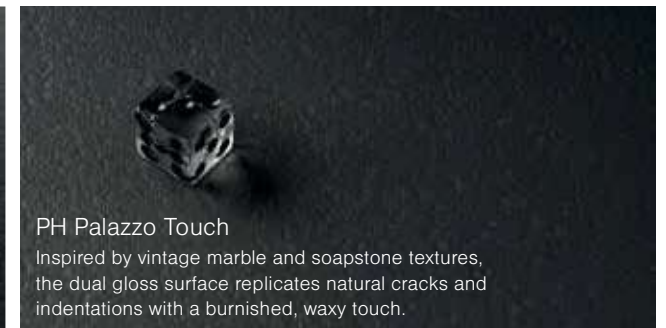 PH Palazzo Touch
Inspired by vintage marble and soapstone textures,
the dual gloss surface replicates natural cracks and
indentations with a burnished, waxy touch.